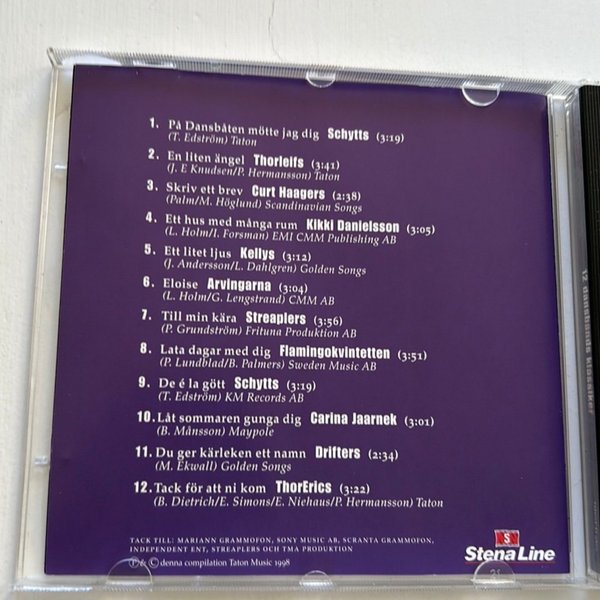 1. På Dansbåten mötte jag dig Schytts (3:19)
(T. Edström) Taton
2. En liten ängel Thorleifs (3:41)
(J. E Knudsen/P. Hermansson) Taton
3. Skriv ett brev Curt Haagers (2:38)
(Palm/M. Höglund) Scandinavian Songs
4. Ett hus med många rum Kikki Danielsson (3:05)
(L. Holm/I. Forsman) EMI CMM Publishing AB
5. Ett litet ljus Kellys (3:12)
(J. Andersson/L. Dahlgren) Golden Songs
6. Eloise Arvingarna (3:04)
(L. Holm/G. Lengstrand) CMM AB
7. Till min kära Streaplers (3:56)
(P. Grundström) Frituna Produktion AB
8. Lata dagar med dig Flamingokvintetten (3:51)
(P. Lundblad/B. Palmers) Sweden Music AB
9. De é la gött Schytts (3:19)
(T. Edström) KM Records AB
10. Låt sommaren gunga dig Carina Jaarnek (3:01)
(B. Månsson) Maypole
11. Du ger kärleken ett namn Drifters (2:34)
(M. Ekwall) Golden Songs
12. Tack för att ni kom ThorErics (3:22)
(B. Dietrich/E. Simons/E. Niehaus/P. Hermansson) Taton
TACK TILL: MARIANN GRAMMOFON, SONY MUSIC AB, SCRANTA GRAMMOFON,
INDEPENDENT ENT, STREAPLERS OCH TMA PRODUKTION
℗ & © denna compilation Taton Music 1998
S
Stena Line
12 dansbands klassiker